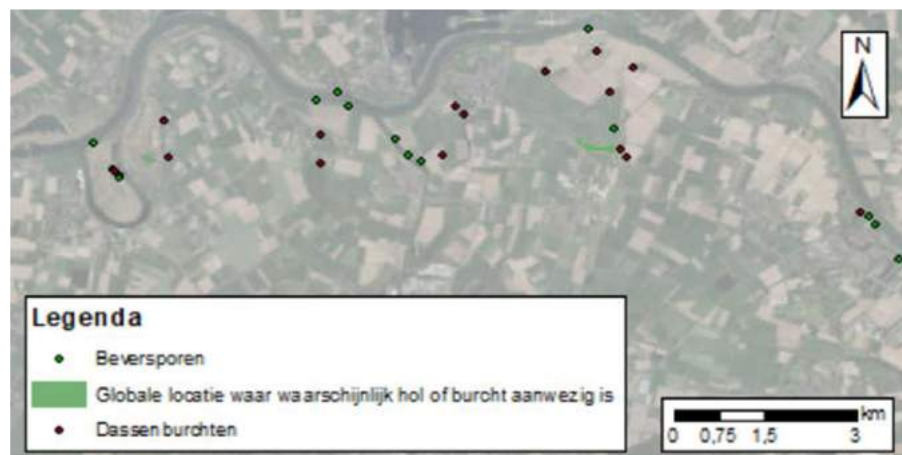 N
Legenda
Beversporen
Globale locatie waar waarschijnlijk hol of burcht aanwezig is
Dassenburchten
km
0 0,75 1,5 3